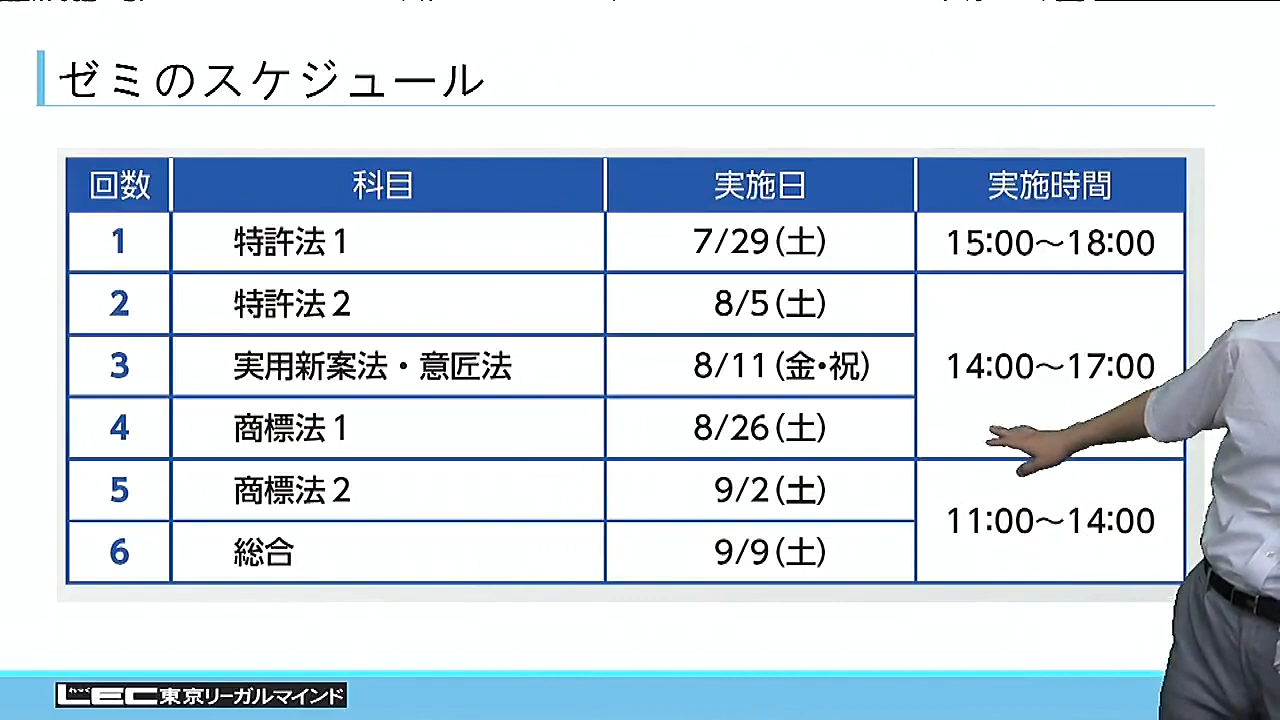 ゼミのスケジュール
回数 科目 実施日 実施時間
1 特許法1 7/29(土) 15:00～18:00
2 特許法2 8/5(土)
3 実用新案法・意匠法 8/11(金・祝) 14:00～17:00
4 商標法1 8/26(土)
5 商標法2 9/2(土)
11:00～14:00
6 総合 9/9(土)
LEC東京リーガルマインド